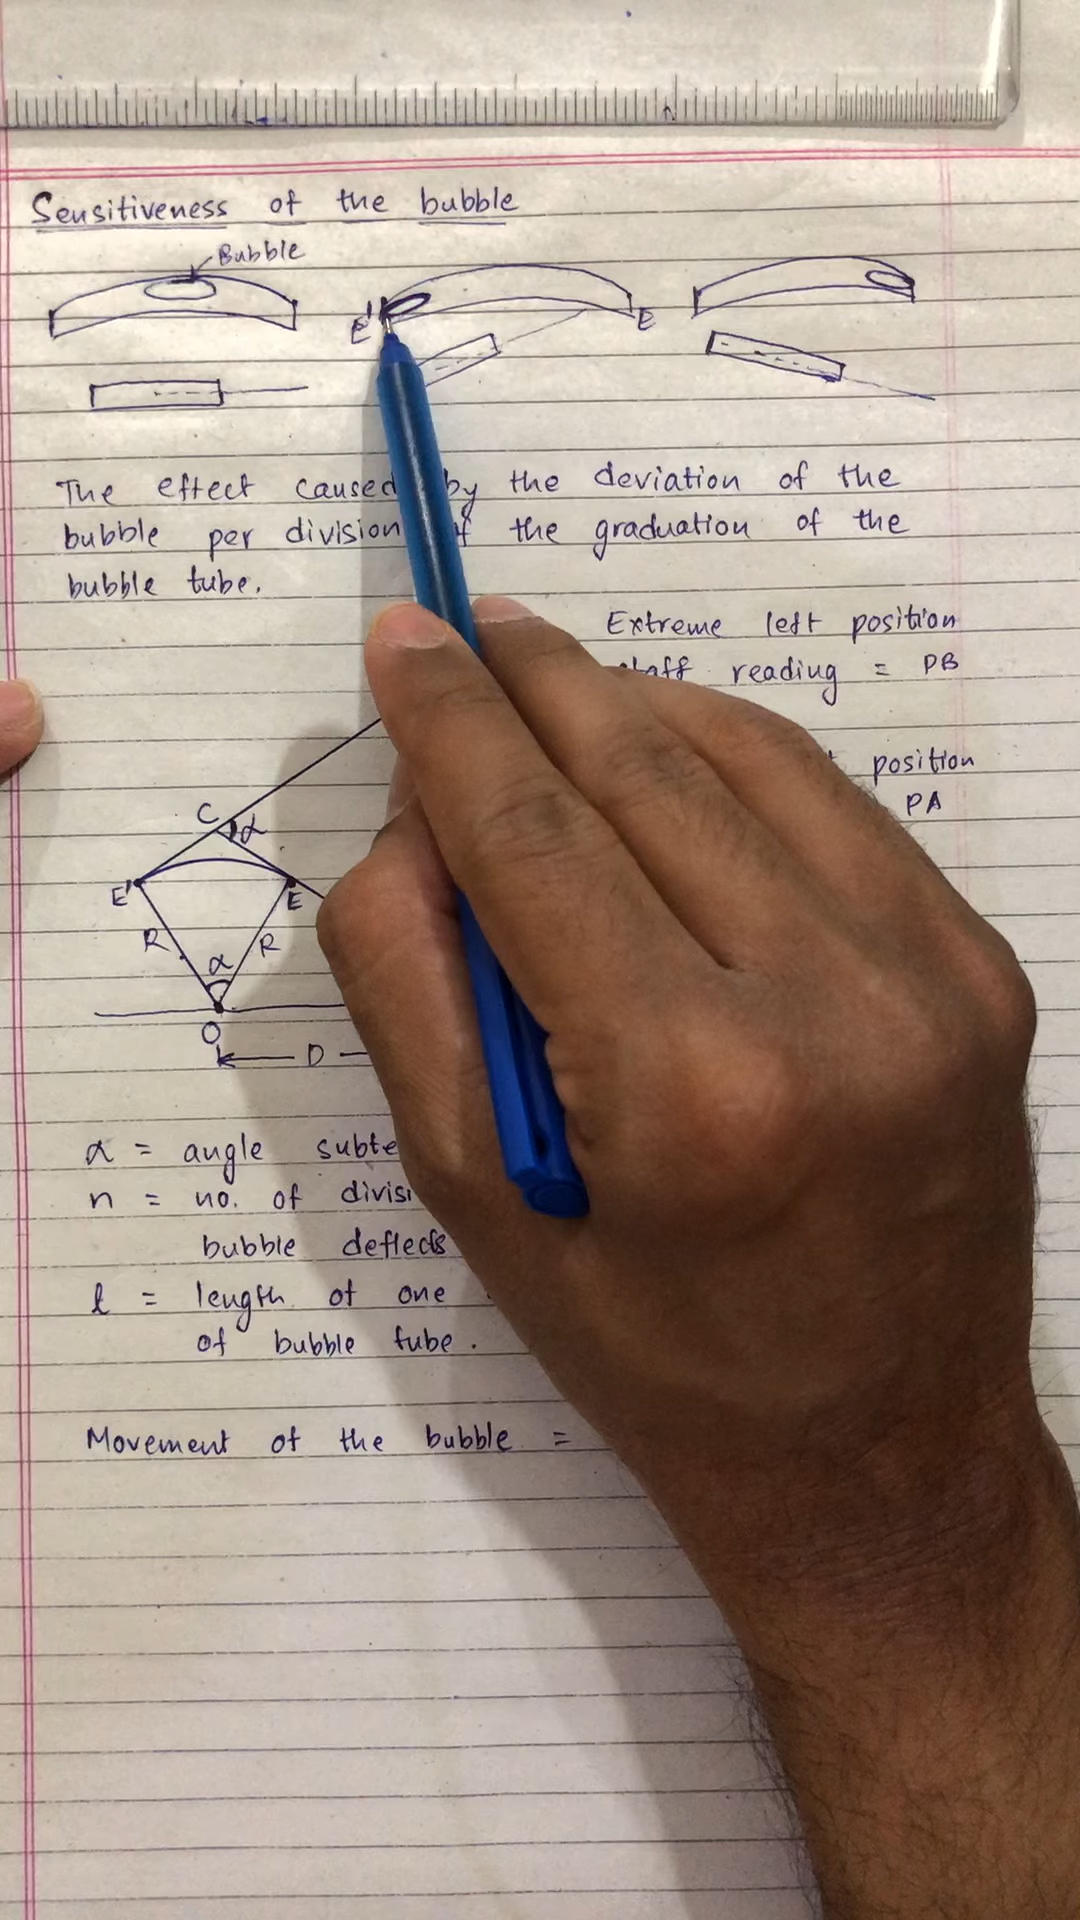 Sensitiveness of the bubble
Bubble
E' E
The effect caused by the deviation of the
bubble per division of the graduation of the
bubble tube.
Extreme left position
staff reading = PB
position
PA
C α
E' E
R R
α
O
D
α = angle
n = no. of
bubble deflects
l = length of one
of bubble tube.
Movement of the bubble =